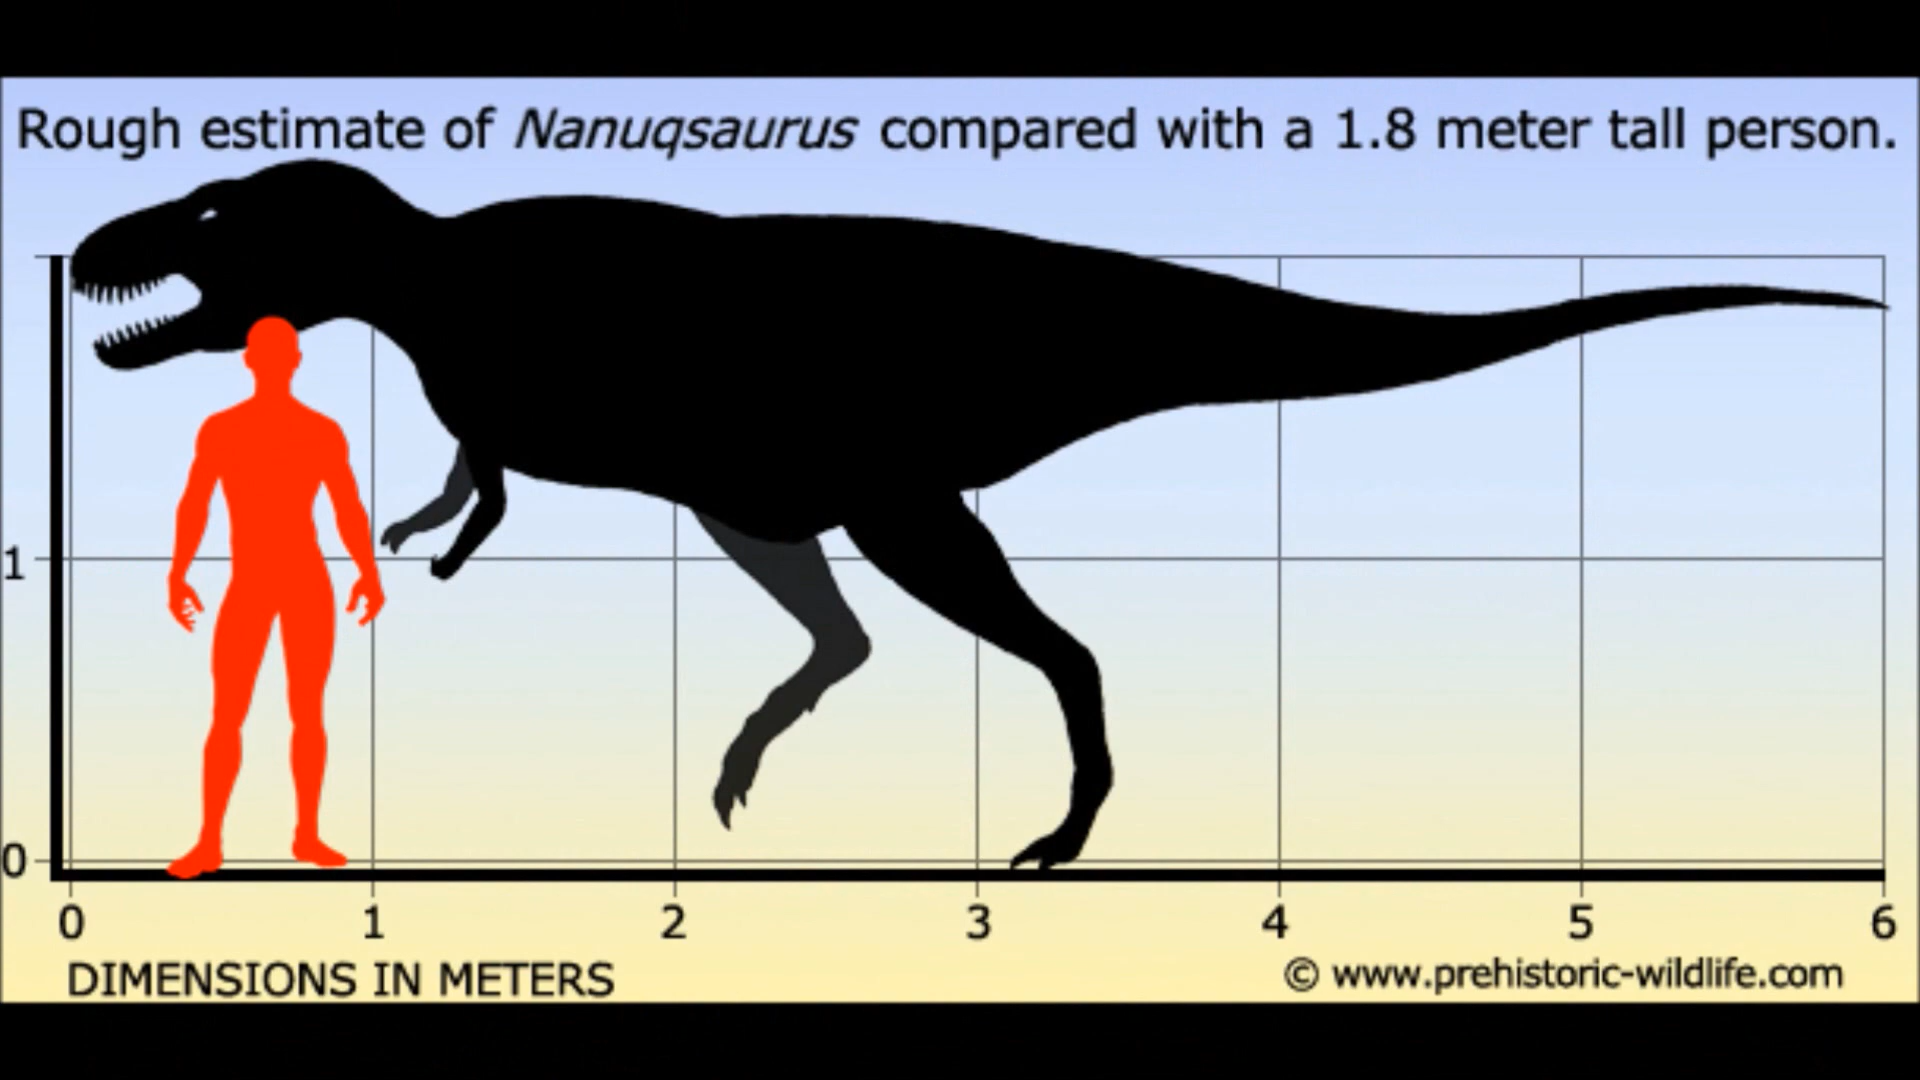 Rough estimate of Nanuqsaurus compared with a 1.8 meter tall person.
1
0
0 1 2 3 4 5 6
DIMENSIONS IN METERS
© www.prehistoric-wildlife.com